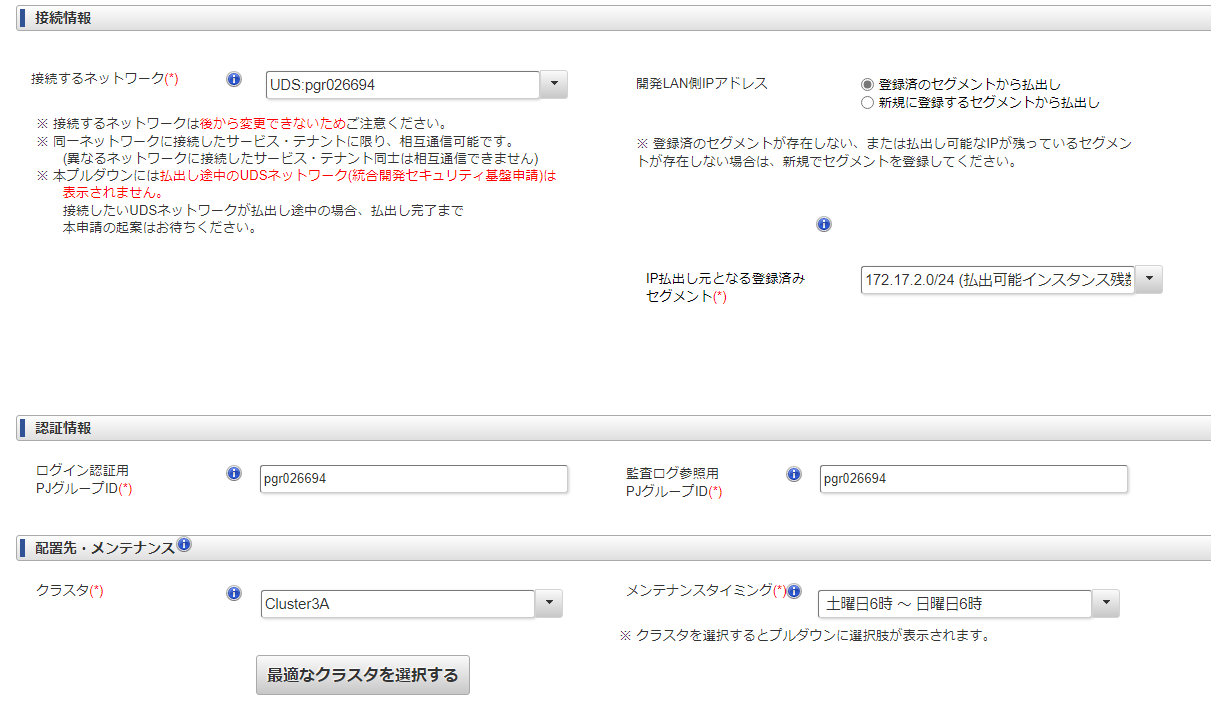 接続情報
接続するネットワーク(*)
UDS:pgr026694
※ 接続するネットワークは後から変更できないためご注意ください。
※ 同一ネットワークに接続したサービス・テナントに限り、相互通信可能です。
(異なるネットワークに接続したサービス・テナント同士は相互通信できません)
※ 本プルダウンには払出し途中のUDSネットワーク(統合開発セキュリティ基盤申請)は
表示されません。
接続したいUDSネットワークが払出し途中の場合、払出し完了まで
本申請の起案はお待ちください。
開発LAN側IPアドレス
登録済のセグメントから払出し
新規に登録するセグメントから払出し
※ 登録済のセグメントが存在しない、または払出し可能なIPが残っているセグメン
トが存在しない場合は、新規でセグメントを登録してください。
IP払出し元となる登録済み
セグメント(*)
172.17.2.0/24 (払出可能インスタンス残
認証情報
ログイン認証用
PJグループID(*)
pgr026694
監査ログ参照用
PJグループID(*)
pgr026694
配置先・メンテナンス
クラスタ(*)
Cluster3A
最適なクラスタを選択する
メンテナンスタイミング(*)
土曜日6時 ～ 日曜日6時
※ クラスタを選択するとプルダウンに選択肢が表示されます。